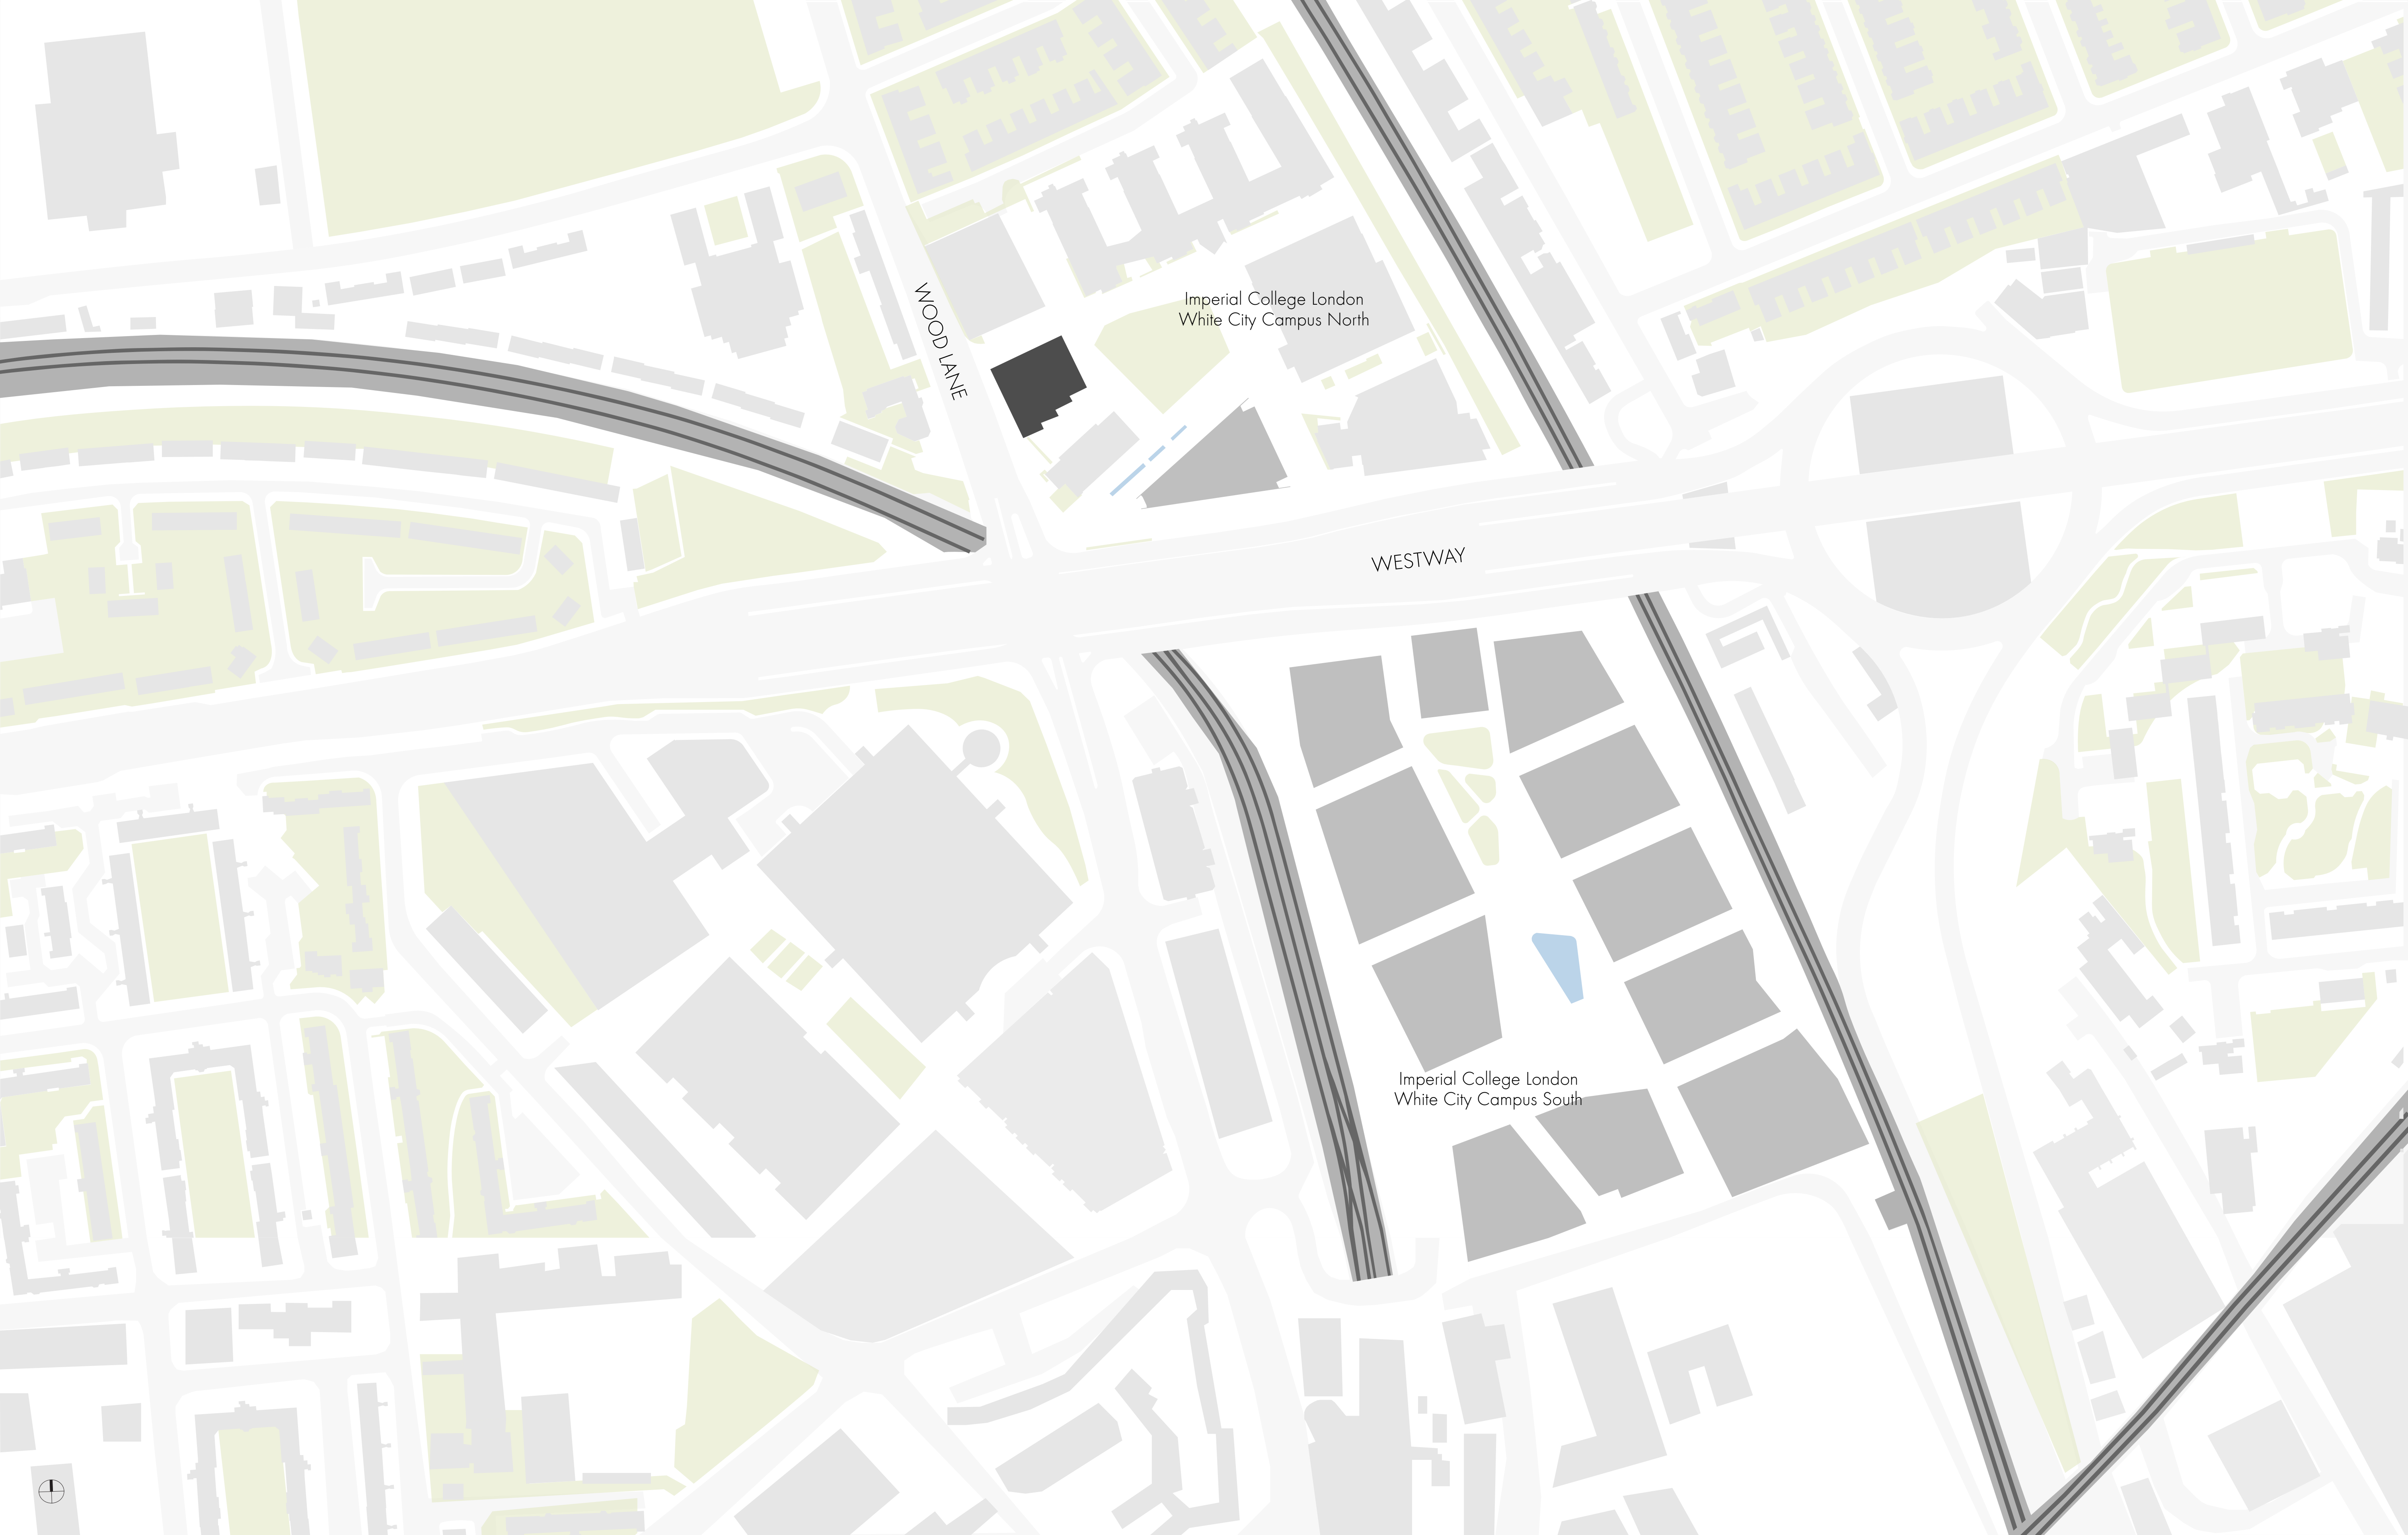 Imperial College London
White City Campus North
WOOD LANE
WESTWAY
Imperial College London
White City Campus South